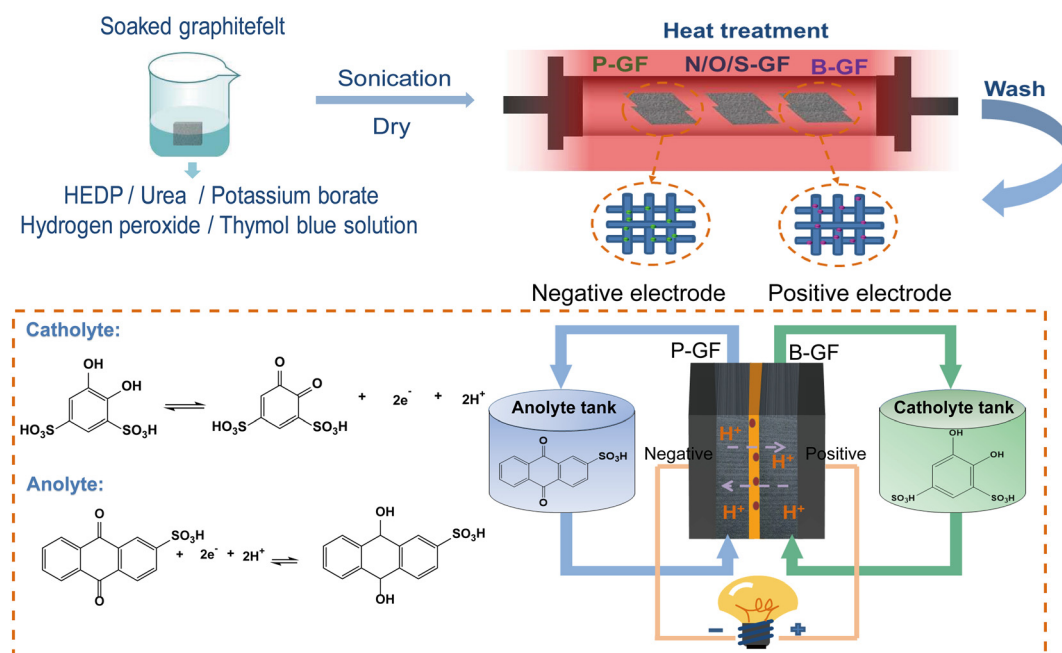 Soaked graphitefelt
Sonication
Dry
HEDP / Urea / Potassium borate
Hydrogen peroxide / Thymol blue solution
Heat treatment
P-GF N/O/S-GF B-GF
Wash
Negative electrode Positive electrode
Catholyte:
OH
OH
HO3S SO3H
O
O
HO3S SO3H
+ 2e- + 2H+
Anolyte:
O
SO3H
O
+ 2e- + 2H+
OH
SO3H
OH
P-GF B-GF
Anolyte tank
O
SO3H
O
Negative
H+
H+
H+
H+
Positive
Catholyte tank
OH
OH
SO3H SO3H
− +